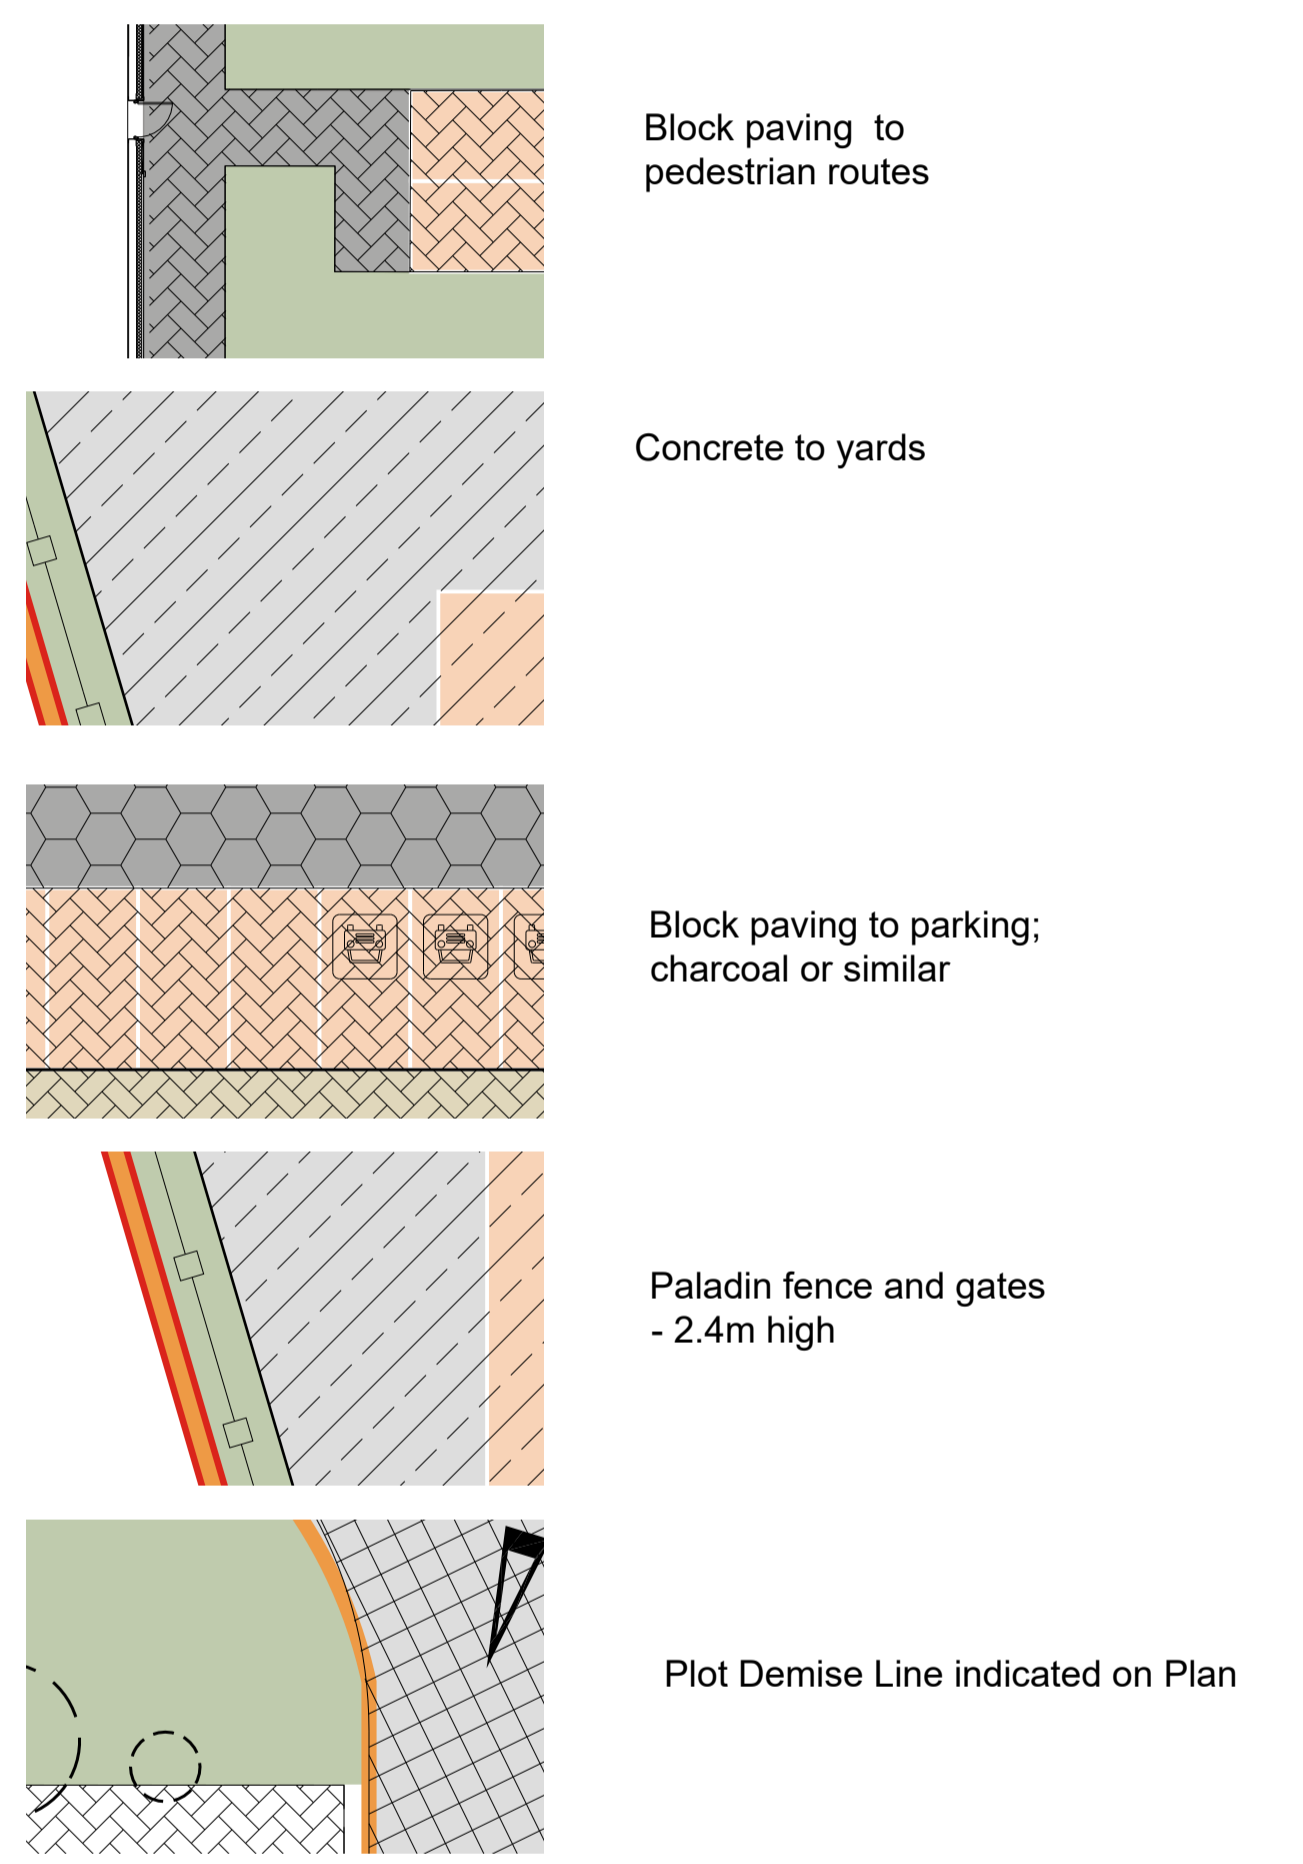 Block paving to
pedestrian routes
Concrete to yards
Block paving to parking;
charcoal or similar
Paladin fence and gates
- 2.4m high
Plot Demise Line indicated on Plan